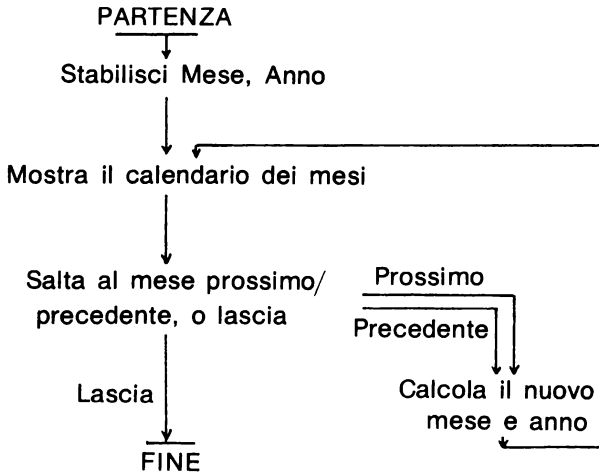 PARTENZA
Stabilisci Mese, Anno
Mostra il calendario dei mesi
Salta al mese prossimo/
precedente, o lascia
Prossimo
Precedente
Calcola il nuovo
mese e anno
Lascia
FINE